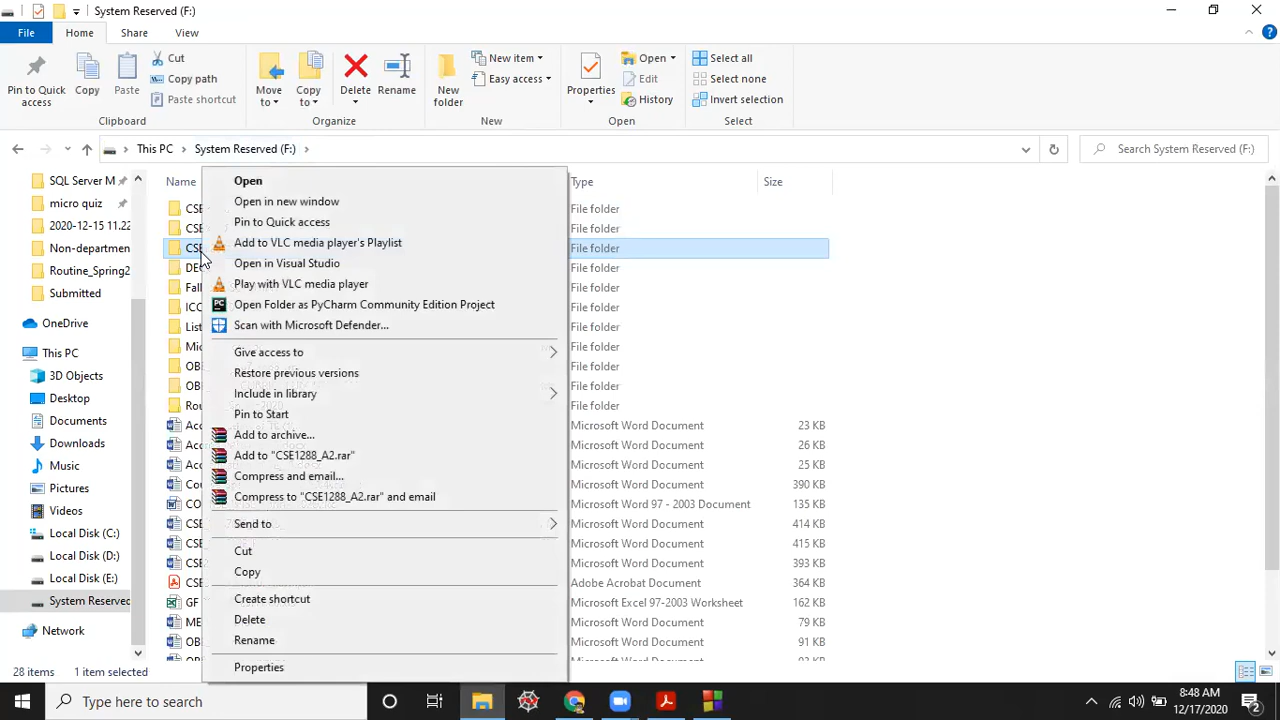 System Reserved (F:)
File Home Share View
Pin to Quick access
Copy
Paste
Cut
Copy path
Paste shortcut
Clipboard
Move to
Copy to
Delete
Rename
Organize
New folder
New item
Easy access
New
Properties
Open
Edit
History
Open
Select all
Select none
Invert selection
Select
This PC > System Reserved (F:) >
Search System Reserved (F:)
SQL Server M
micro quiz
2020-12-15 11.22
Non-department
Routine_Spring2
Submitted
OneDrive
This PC
3D Objects
Desktop
Documents
Downloads
Music
Pictures
Videos
Local Disk (C:)
Local Disk (D:)
Local Disk (E:)
System Reserved
Network
Name Type Size
File folder
File folder
File folder
File folder
File folder
File folder
File folder
File folder
File folder
File folder
File folder
Microsoft Word Document 23 KB
Microsoft Word Document 26 KB
Microsoft Word Document 25 KB
Microsoft Word Document 390 KB
Microsoft Word 97 - 2003 Document 135 KB
Microsoft Word Document 414 KB
Microsoft Word Document 415 KB
Microsoft Word Document 393 KB
Adobe Acrobat Document 364 KB
Microsoft Excel 97-2003 Worksheet 162 KB
Microsoft Word Document 79 KB
Microsoft Word Document 91 KB
Open
Open in new window
Pin to Quick access
Add to VLC media player's Playlist
Open in Visual Studio
Play with VLC media player
Open Folder as PyCharm Community Edition Project
Scan with Microsoft Defender...
Give access to
Restore previous versions
Include in library
Pin to Start
Add to archive...
Add to "CSE1288_A2.rar"
Compress and email...
Compress to "CSE1288_A2.rar" and email
Send to
Cut
Copy
Create shortcut
Delete
Rename
Properties
28 items 1 item selected
Type here to search
8:48 AM
12/17/2020
2